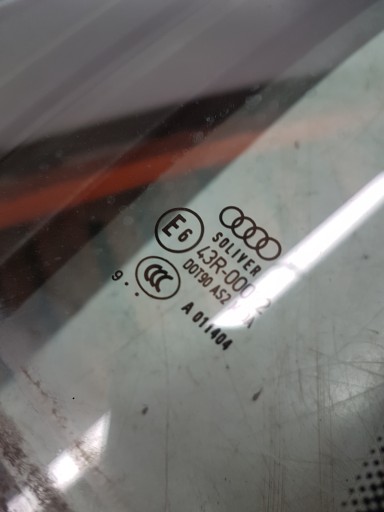 SOLIVER
E6
43R-000
DOT90 AS2
CCC
A 011404
9··